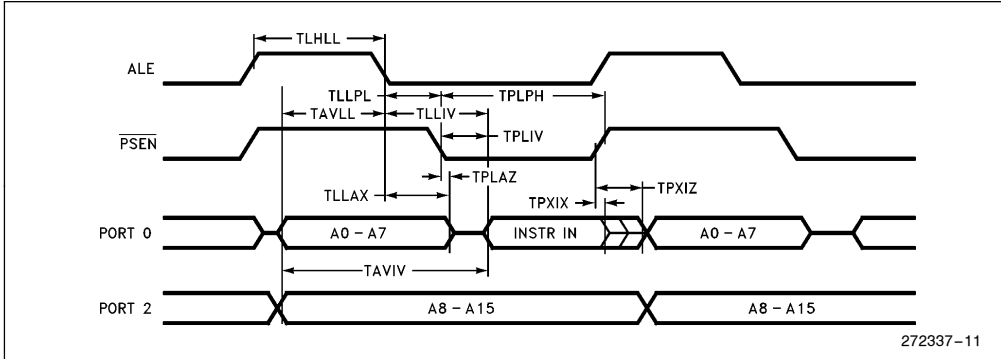 TLHLL
ALE
TLLPL
TPLPH
TAVLL
TLLIV
PSEN
TPLIV
TPLAZ
TLLAX
TPXIZ
TPXIX
PORT 0
A0 – A7
INSTR IN
A0 – A7
TAVIV
PORT 2
A8 – A15
A8 – A15
272337–11